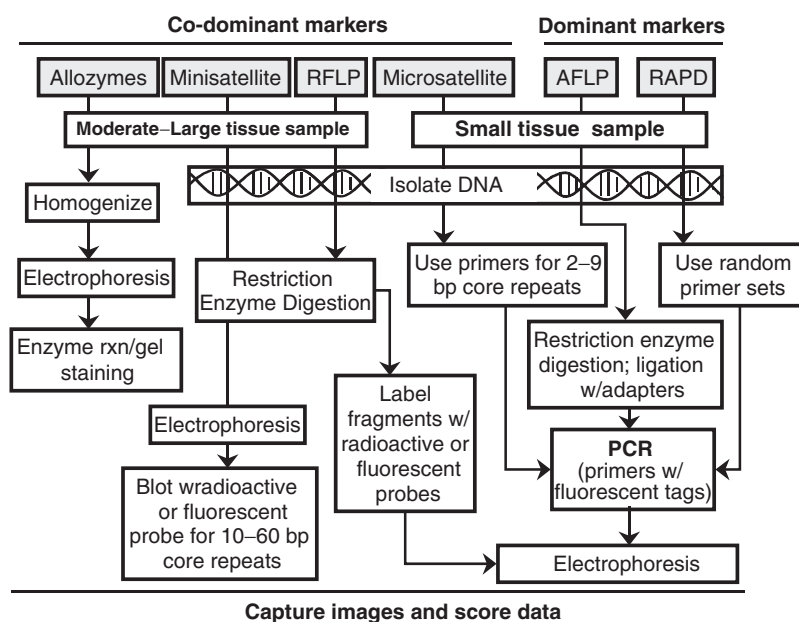 Co-dominant markers
Dominant markers
Allozymes
Minisatellite
RFLP
Microsatellite
AFLP
RAPD
Moderate–Large tissue sample
Small tissue sample
Isolate DNA
Homogenize
Electrophoresis
Enzyme rxn/gel
staining
Restriction
Enzyme Digestion
Use primers for 2–9
bp core repeats
Use random
primer sets
Restriction enzyme
digestion; ligation
w/adapters
Label
fragments w/
radioactive or
fluorescent
probes
Electrophoresis
PCR
(primers w/
fluorescent tags)
Blot wradioactive
or fluorescent
probe for 10–60 bp
core repeats
Electrophoresis
Capture images and score data